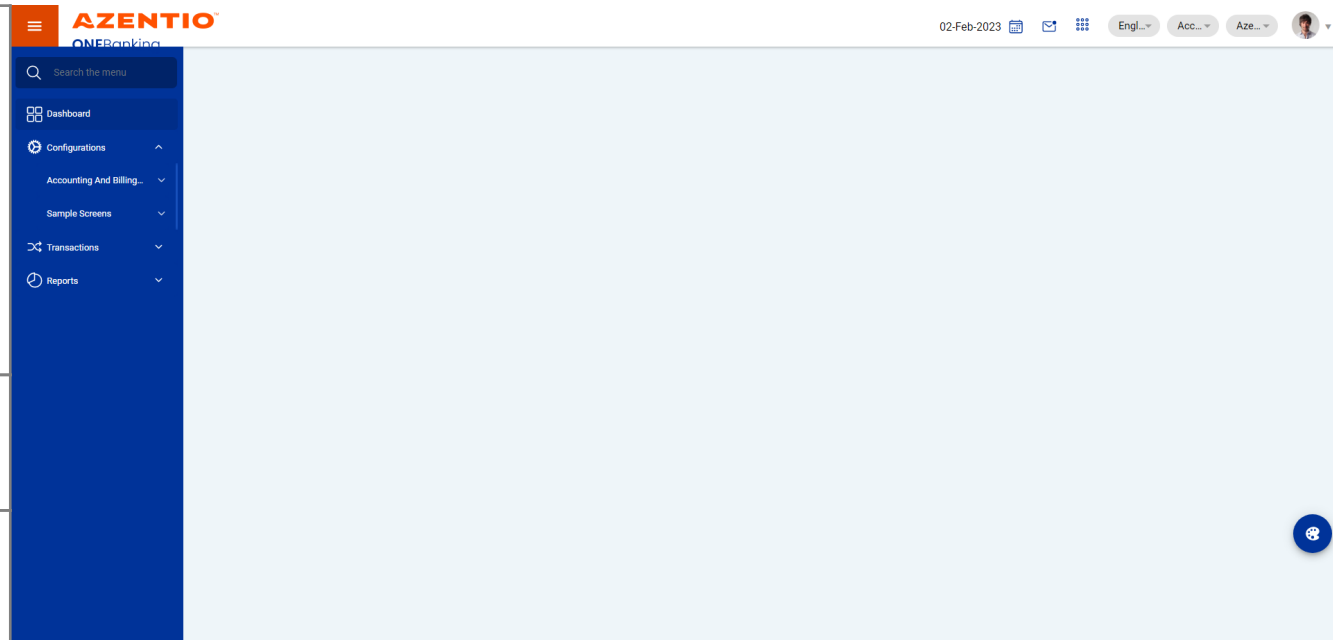 AZENTIO™
ONEBanking
02-Feb-2023
Engl...
Acc...
Aze...
Search the menu
Dashboard
Configurations
Accounting And Billing...
Sample Screens
Transactions
Reports